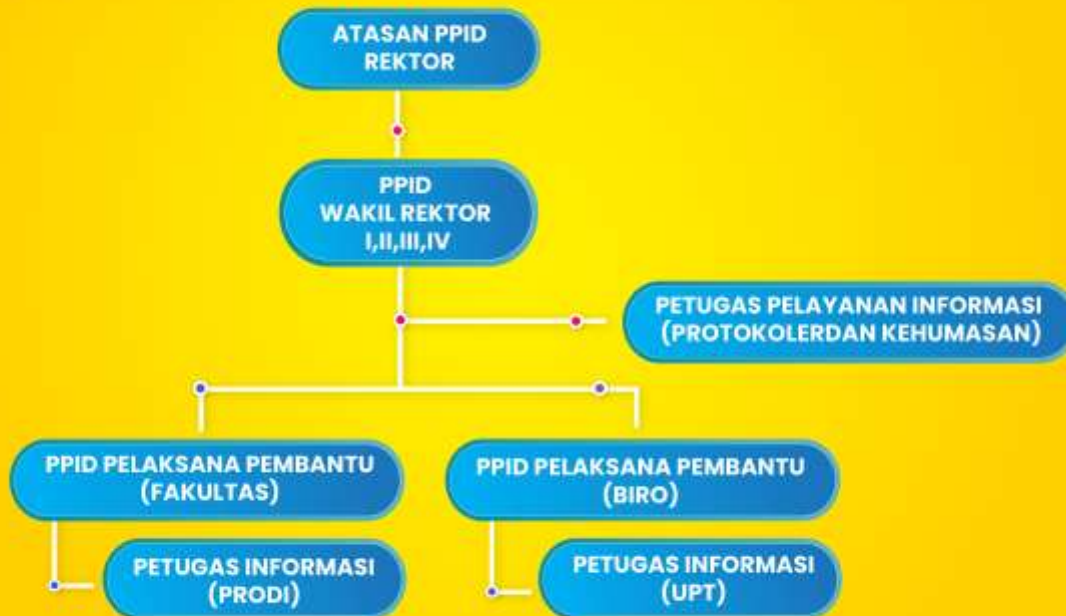 ATASAN PPID
REKTOR
PPID
WAKIL REKTOR
I,II,III,IV
PETUGAS PELAYANAN INFORMASI
(PROTOKOLERDAN KEHUMASAN)
PPID PELAKSANA PEMBANTU
(FAKULTAS)
PPID PELAKSANA PEMBANTU
(BIRO)
PETUGAS INFORMASI
(PRODI)
PETUGAS INFORMASI
(UPT)